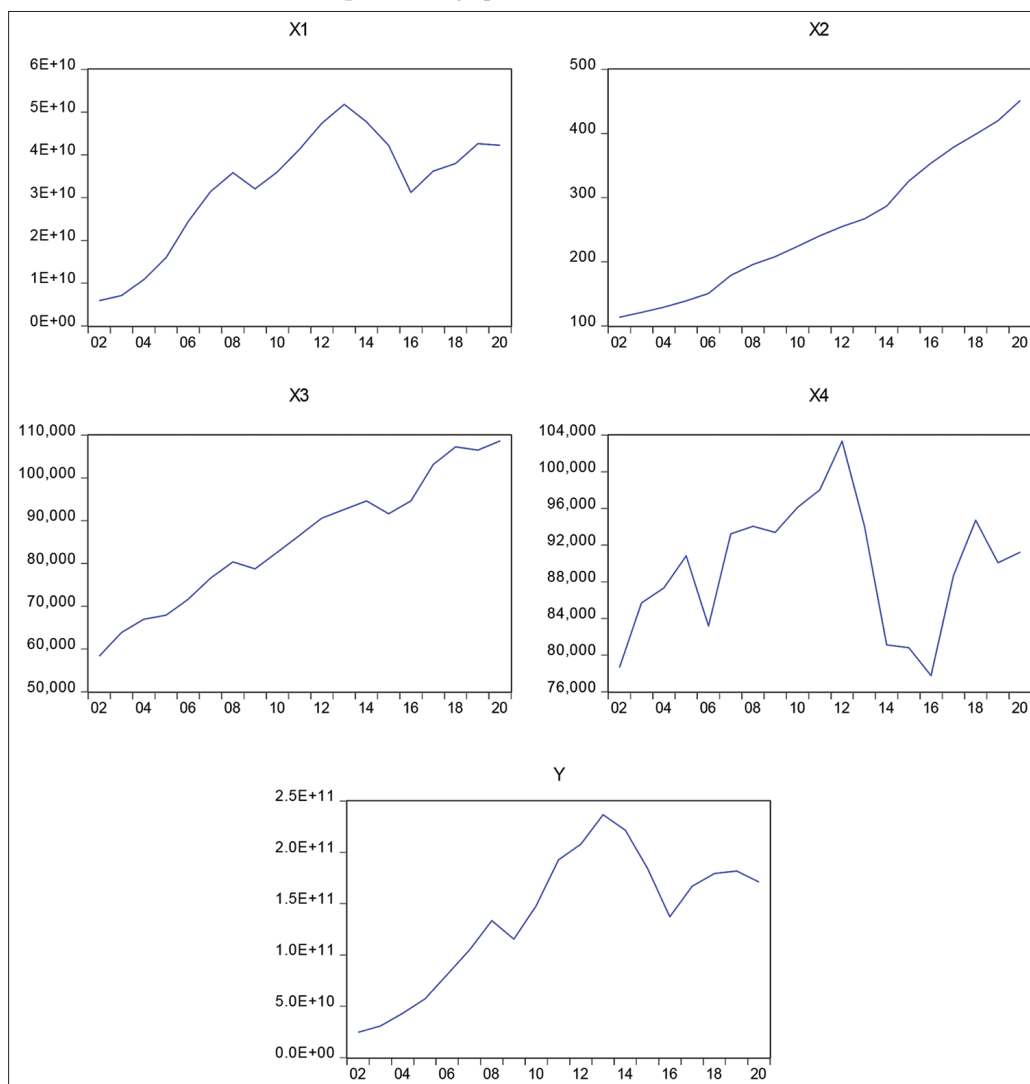 X1
6E+10
5E+10
4E+10
3E+10
2E+10
1E+10
0E+00
02 04 06 08 10 12 14 16 18 20
X2
500
400
300
200
100
02 04 06 08 10 12 14 16 18 20
X3
110,000
100,000
90,000
80,000
70,000
60,000
50,000
02 04 06 08 10 12 14 16 18 20
X4
104,000
100,000
96,000
92,000
88,000
84,000
80,000
76,000
02 04 06 08 10 12 14 16 18 20
Y
2.5E+11
2.0E+11
1.5E+11
1.0E+11
5.0E+10
0.0E+00
02 04 06 08 10 12 14 16 18 20